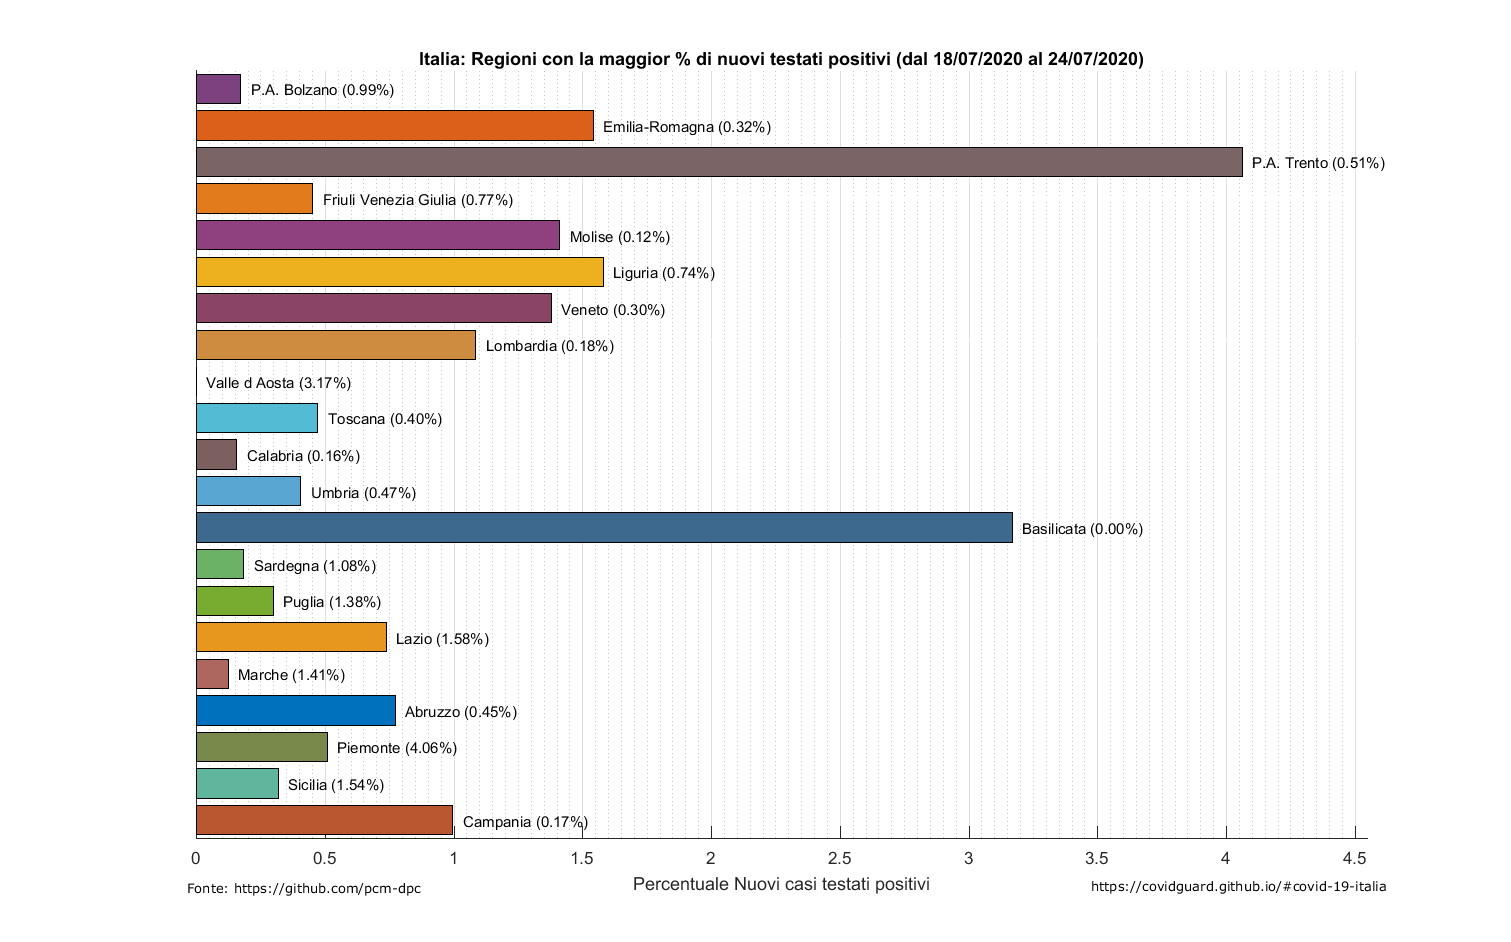 Italia: Regioni con la maggior % di nuovi testati positivi (dal 18/07/2020 al 24/07/2020)
P.A. Bolzano (0.99%)
Emilia-Romagna (0.32%)
P.A. Trento (0.51%)
Friuli Venezia Giulia (0.77%)
Molise (0.12%)
Liguria (0.74%)
Veneto (0.30%)
Lombardia (0.18%)
Valle d Aosta (3.17%)
Toscana (0.40%)
Calabria (0.16%)
Umbria (0.47%)
Basilicata (0.00%)
Sardegna (1.08%)
Puglia (1.38%)
Lazio (1.58%)
Marche (1.41%)
Abruzzo (0.45%)
Piemonte (4.06%)
Sicilia (1.54%)
Campania (0.17%)
0 0.5 1 1.5 2 2.5 3 3.5 4 4.5
Percentuale Nuovi casi testati positivi
Fonte: https://github.com/pcm-dpc
https://covidguard.github.io/#covid-19-italia